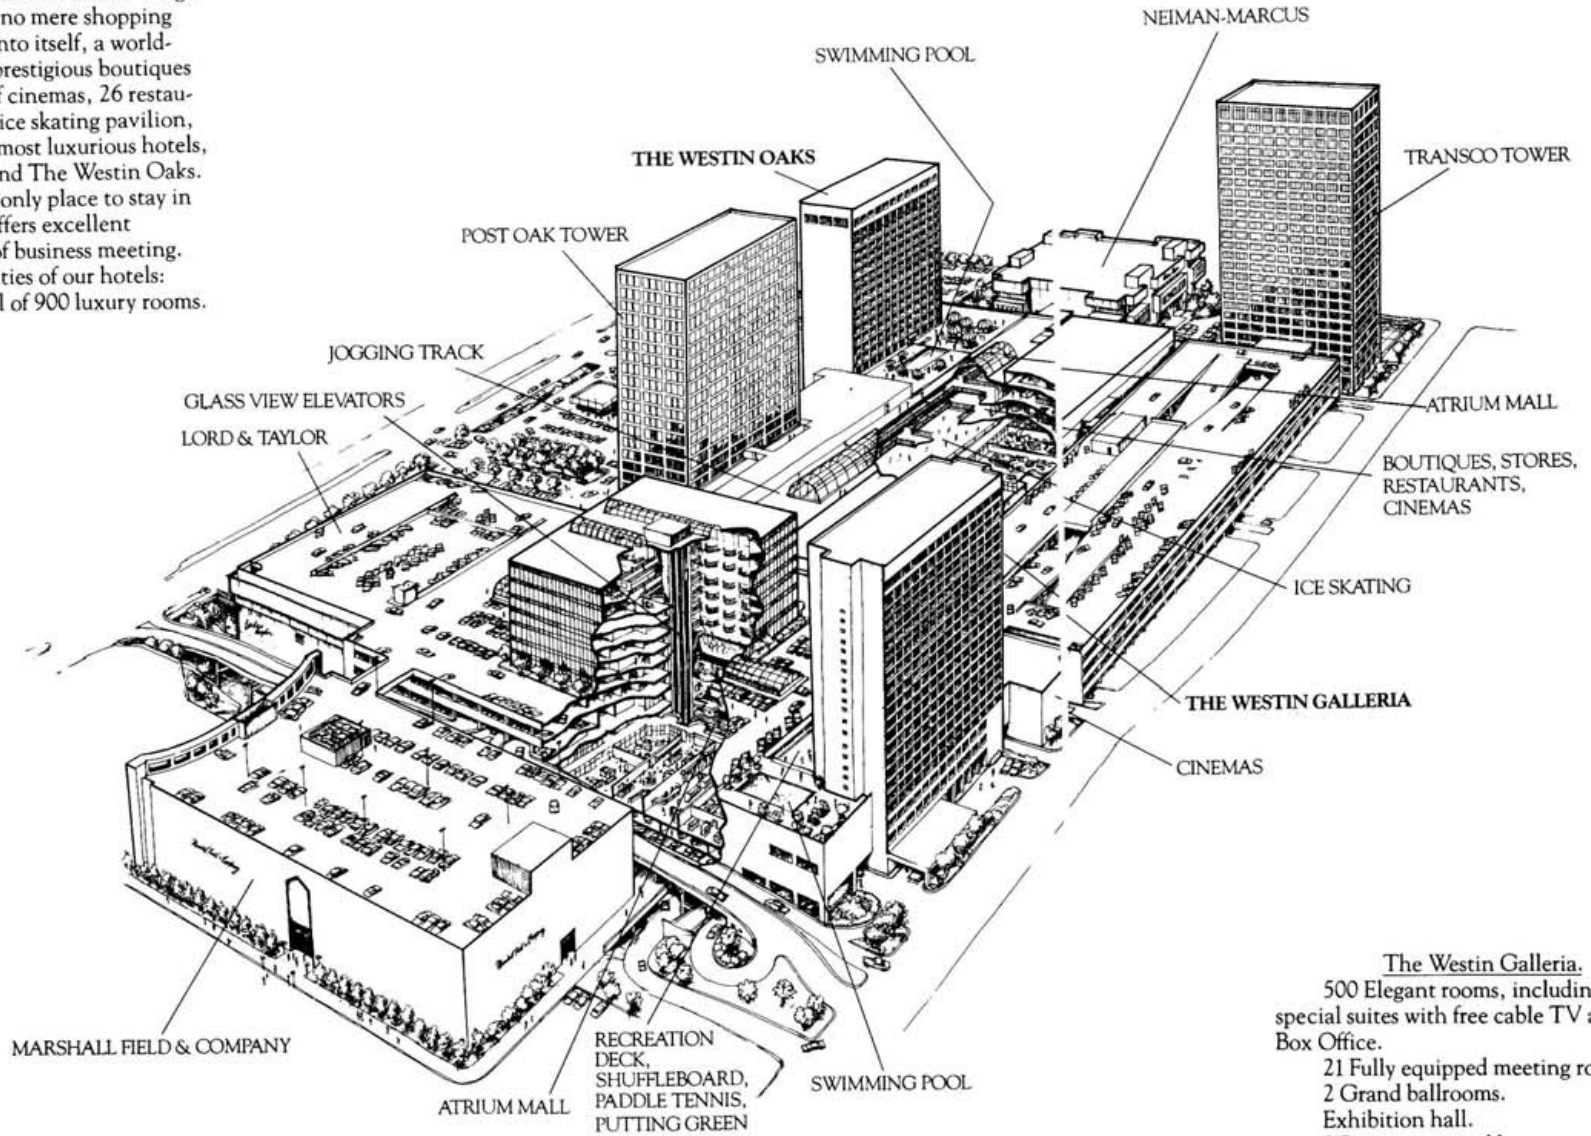 no mere shopping
nto itself, a world-
prestigious boutiques
f cinemas, 26 restau-
ice skating pavilion,
most luxurious hotels,
nd The Westin Oaks.
only place to stay in
ffers excellent
of business meeting.
ties of our hotels:
l of 900 luxury rooms.
NEIMAN-MARCUS
SWIMMING POOL
THE WESTIN OAKS
TRANSCO TOWER
POST OAK TOWER
JOGGING TRACK
GLASS VIEW ELEVATORS
LORD & TAYLOR
ATRIUM MALL
BOUTIQUES, STORES,
RESTAURANTS,
CINEMAS
ICE SKATING
THE WESTIN GALLERIA
CINEMAS
MARSHALL FIELD & COMPANY
ATRIUM MALL
RECREATION
DECK,
SHUFFLEBOARD,
PADDLE TENNIS,
PUTTING GREEN
SWIMMING POOL
The Westin Galleria.
500 Elegant rooms, includin
special suites with free cable TV a
Box Office.
21 Fully equipped meeting ro
2 Grand ballrooms.
Exhibition hall.